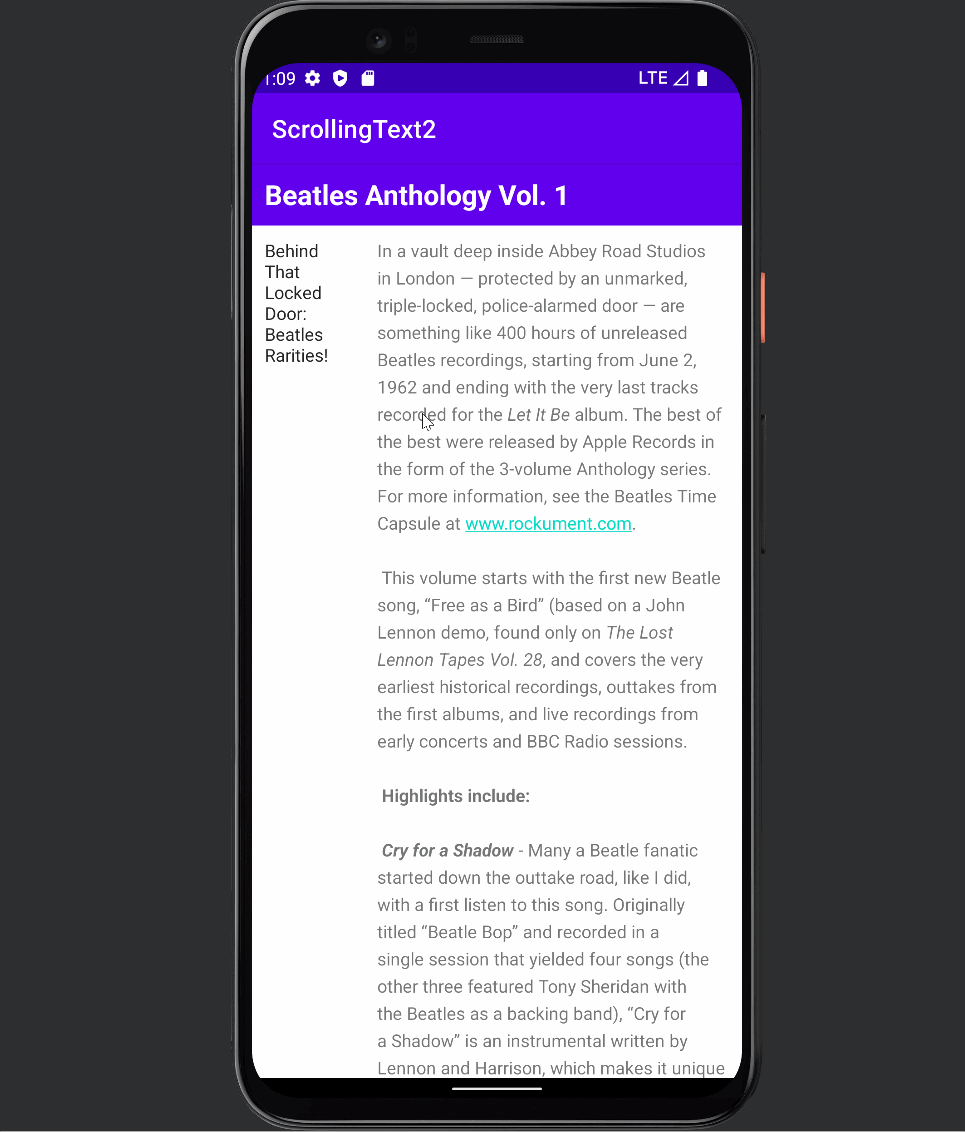 1:09 LTE
ScrollingText2
Beatles Anthology Vol. 1
Behind
That
Locked
Door:
Beatles
Rarities!
In a vault deep inside Abbey Road Studios
in London — protected by an unmarked,
triple-locked, police-alarmed door — are
something like 400 hours of unreleased
Beatles recordings, starting from June 2,
1962 and ending with the very last tracks
recorded for the Let It Be album. The best of
the best were released by Apple Records in
the form of the 3-volume Anthology series.
For more information, see the Beatles Time
Capsule at www.rockument.com.
This volume starts with the first new Beatle
song, “Free as a Bird” (based on a John
Lennon demo, found only on The Lost
Lennon Tapes Vol. 28, and covers the very
earliest historical recordings, outtakes from
the first albums, and live recordings from
early concerts and BBC Radio sessions.
Highlights include:
Cry for a Shadow - Many a Beatle fanatic
started down the outtake road, like I did,
with a first listen to this song. Originally
titled “Beatle Bop” and recorded in a
single session that yielded four songs (the
other three featured Tony Sheridan with
the Beatles as a backing band), “Cry for
a Shadow” is an instrumental written by
Lennon and Harrison, which makes it unique